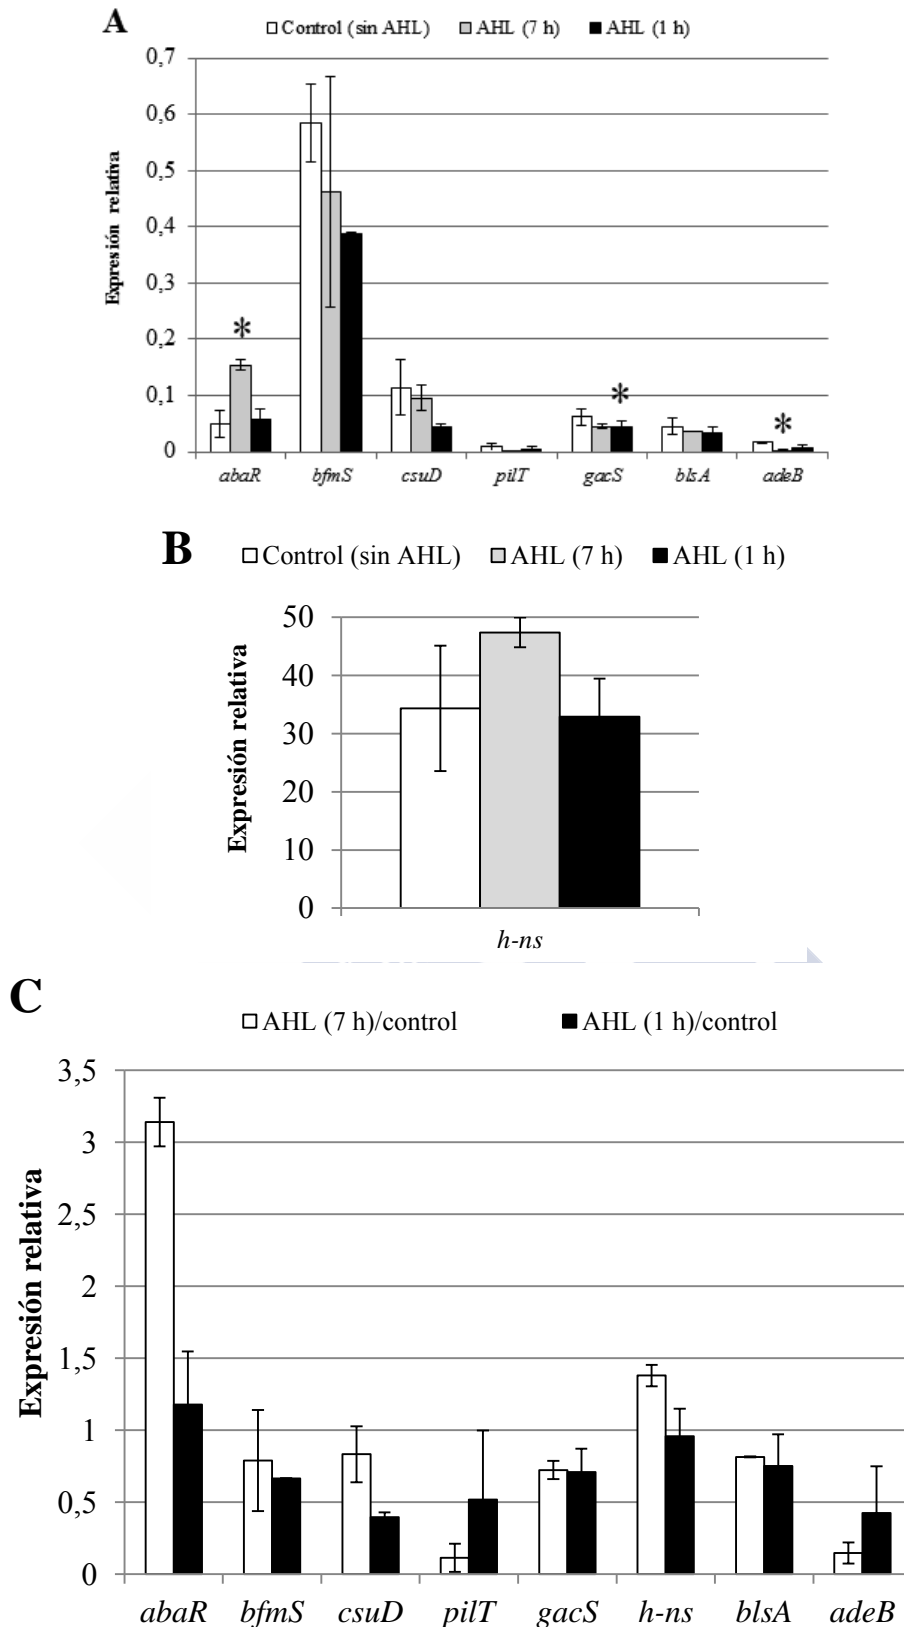 A
Control (sin AHL) AHL (7 h) AHL (1 h)
Expresión relativa
0,7
0,6
0,5
0,4
0,3
0,2
0,1
0
* * *
abaR bfmS csuD pilT gacS blsA adeB
B
Control (sin AHL) AHL (7 h) AHL (1 h)
Expresión relativa
50
40
30
20
10
0
h-ns
C
AHL (7 h)/control AHL (1 h)/control
Expresión relativa
3,5
3
2,5
2
1,5
1
0,5
0
abaR bfmS csuD pilT gacS h-ns blsA adeB